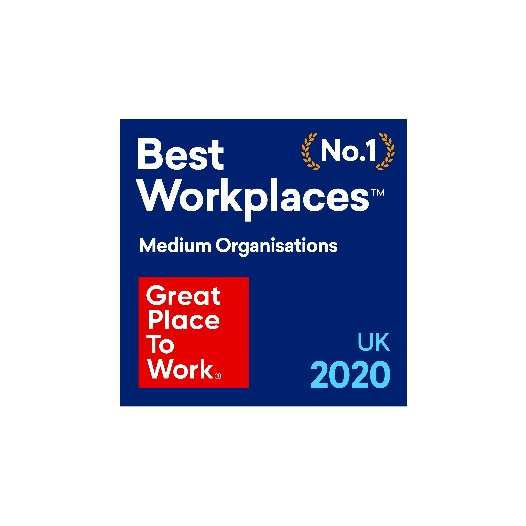 Best
Workplaces™
No.1
Medium Organisations
Great
Place
To
Work®
UK
2020